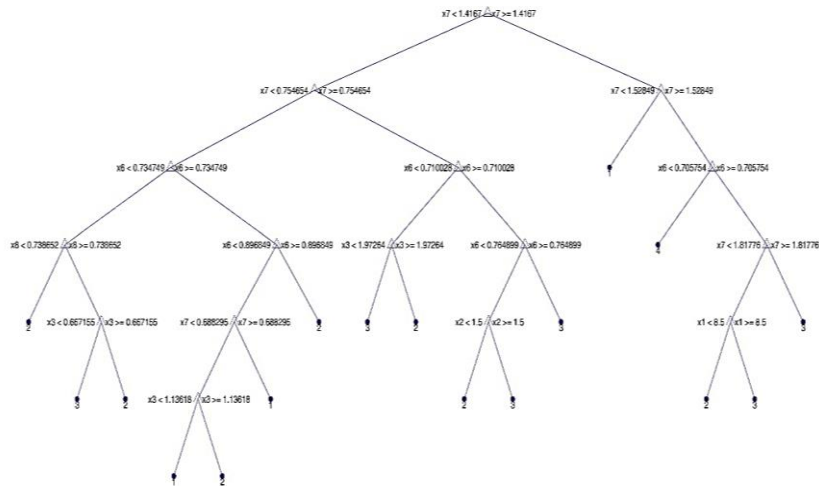 x7 < 1.4167 x7 >= 1.4167
x7 < 0.754654 x7 >= 0.754654
x7 < 1.52849 x7 >= 1.52849
x6 < 0.734749 x6 >= 0.734749
x6 < 0.710028 x6 >= 0.710028
1
x6 < 0.705754 x6 >= 0.705754
x8 < 0.738652 x8 >= 0.738652
x6 < 0.896849 x6 >= 0.896849
x3 < 1.97264 x3 >= 1.97264
x6 < 0.764899 x6 >= 0.764899
4
x7 < 1.81776 x7 >= 1.81776
2
x3 < 0.667155 x3 >= 0.667155
x7 < 0.688295 x7 >= 0.688295
2
3
2
x2 < 1.5 x2 >= 1.5
3
x1 < 8.5 x1 >= 8.5
3
3
2
x3 < 1.13618 x3 >= 1.13618
1
2
3
2
3
1
2